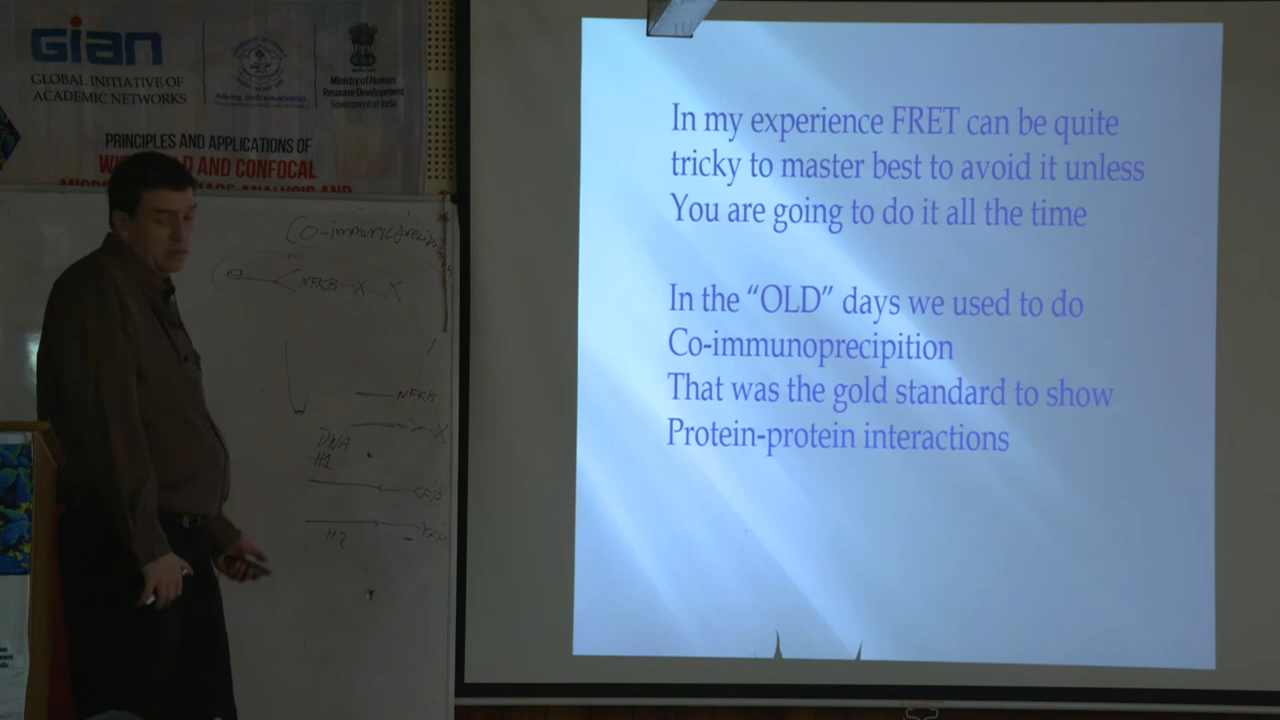 GIAN
GLOBAL INITIATIVE OF
ACADEMIC NETWORKS
Ministry of Human
Resource Development
Government of India
PRINCIPLES AND APPLICATIONS OF
AND CONFOCAL
In my experience FRET can be quite
tricky to master best to avoid it unless
You are going to do it all the time
In the “OLD” days we used to do
Co-immunoprecipition
That was the gold standard to show
Protein-protein interactions
NFKB X X
NFKB
X
DNA
H1
CFP
YFP
H2